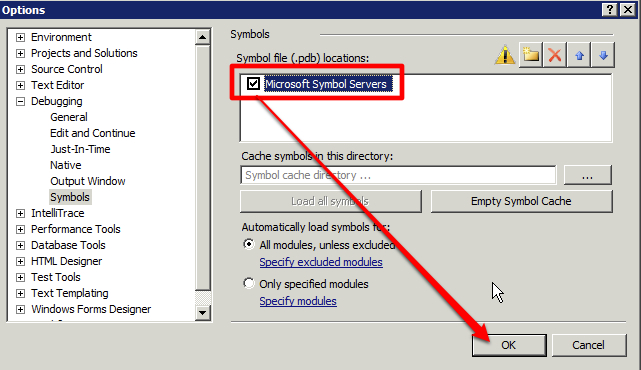 Options
Environment
Projects and Solutions
Source Control
Text Editor
Debugging
General
Edit and Continue
Just-In-Time
Native
Output Window
Symbols
IntelliTrace
Performance Tools
Database Tools
HTML Designer
Test Tools
Text Templating
Windows Forms Designer
Symbols
Symbol file (.pdb) locations:
Microsoft Symbol Servers
Cache symbols in this directory:
Symbol cache directory ...
...
Load all symbols
Empty Symbol Cache
Automatically load symbols for:
All modules, unless excluded
Specify excluded modules
Only specified modules
Specify modules
OK
Cancel